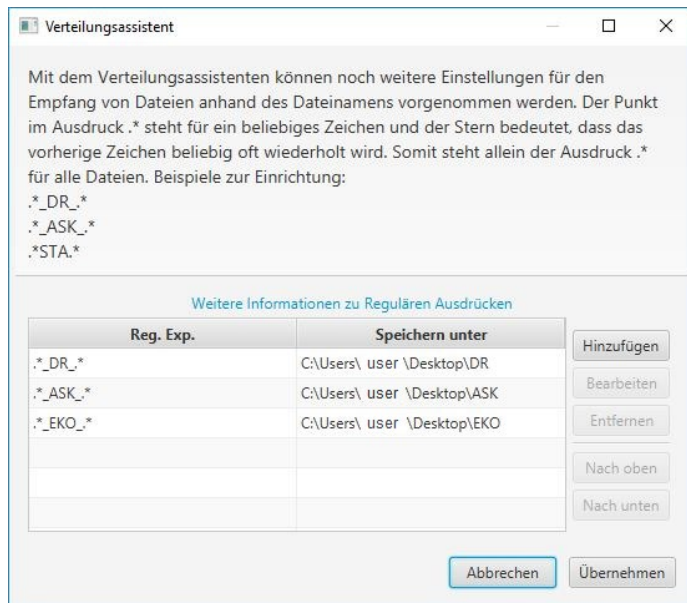 Verteilungsassistent
Mit dem Verteilungsassistenten können noch weitere Einstellungen für den
Empfang von Dateien anhand des Dateinamens vorgenommen werden. Der Punkt
im Ausdruck .* steht für ein beliebiges Zeichen und der Stern bedeutet, dass das
vorherige Zeichen beliebig oft wiederholt wird. Somit steht allein der Ausdruck .*
für alle Dateien. Beispiele zur Einrichtung:
.*_DR_.*
.*_ASK_.*
.*STA.*
Weitere Informationen zu Regulären Ausdrücken
Reg. Exp. Speichern unter
.*_DR_.* C:\Users\ user \Desktop\DR
.*_ASK_.* C:\Users\ user \Desktop\ASK
.*_EKO_.* C:\Users\ user \Desktop\EKO
Hinzufügen
Bearbeiten
Entfernen
Nach oben
Nach unten
Abbrechen Übernehmen